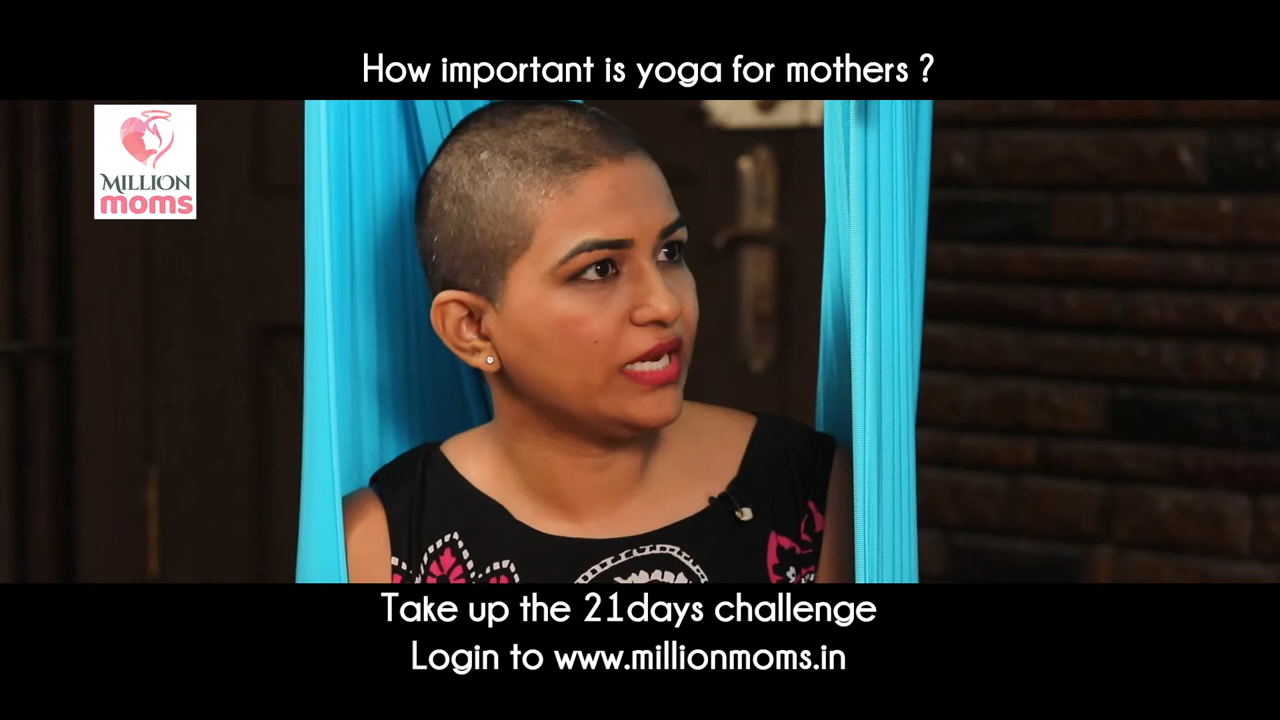 How important is yoga for mothers ?
MILLION
moms
Take up the 21days challenge
Login to www.millionmoms.in